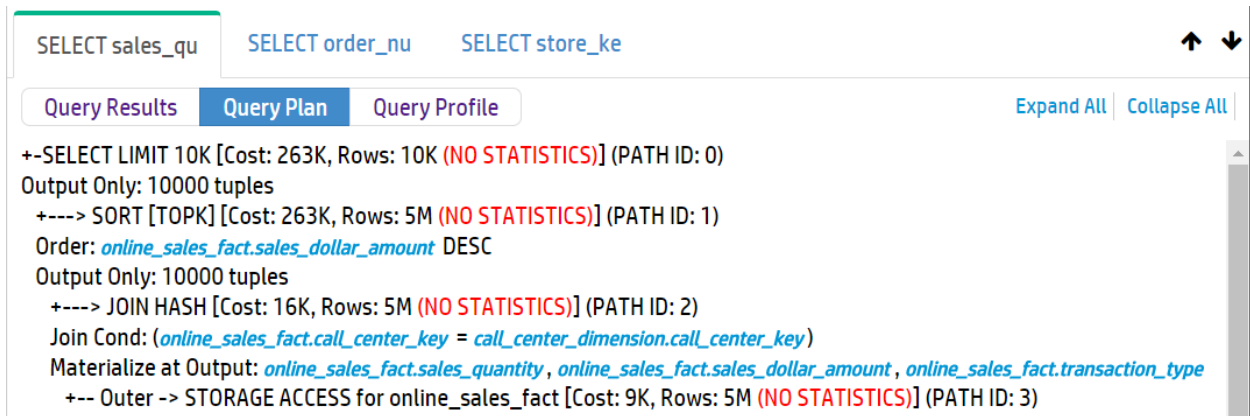 SELECT sales_qu SELECT order_nu SELECT store_ke
Query Results Query Plan Query Profile Expand All Collapse All
+-SELECT LIMIT 10K [Cost: 263K, Rows: 10K (NO STATISTICS)] (PATH ID: 0)
Output Only: 10000 tuples
+---> SORT [TOPK] [Cost: 263K, Rows: 5M (NO STATISTICS)] (PATH ID: 1)
Order: online_sales_fact.sales_dollar_amount DESC
Output Only: 10000 tuples
+---> JOIN HASH [Cost: 16K, Rows: 5M (NO STATISTICS)] (PATH ID: 2)
Join Cond: (online_sales_fact.call_center_key = call_center_dimension.call_center_key)
Materialize at Output: online_sales_fact.sales_quantity, online_sales_fact.sales_dollar_amount, online_sales_fact.transaction_type
+-- Outer -> STORAGE ACCESS for online_sales_fact [Cost: 9K, Rows: 5M (NO STATISTICS)] (PATH ID: 3)